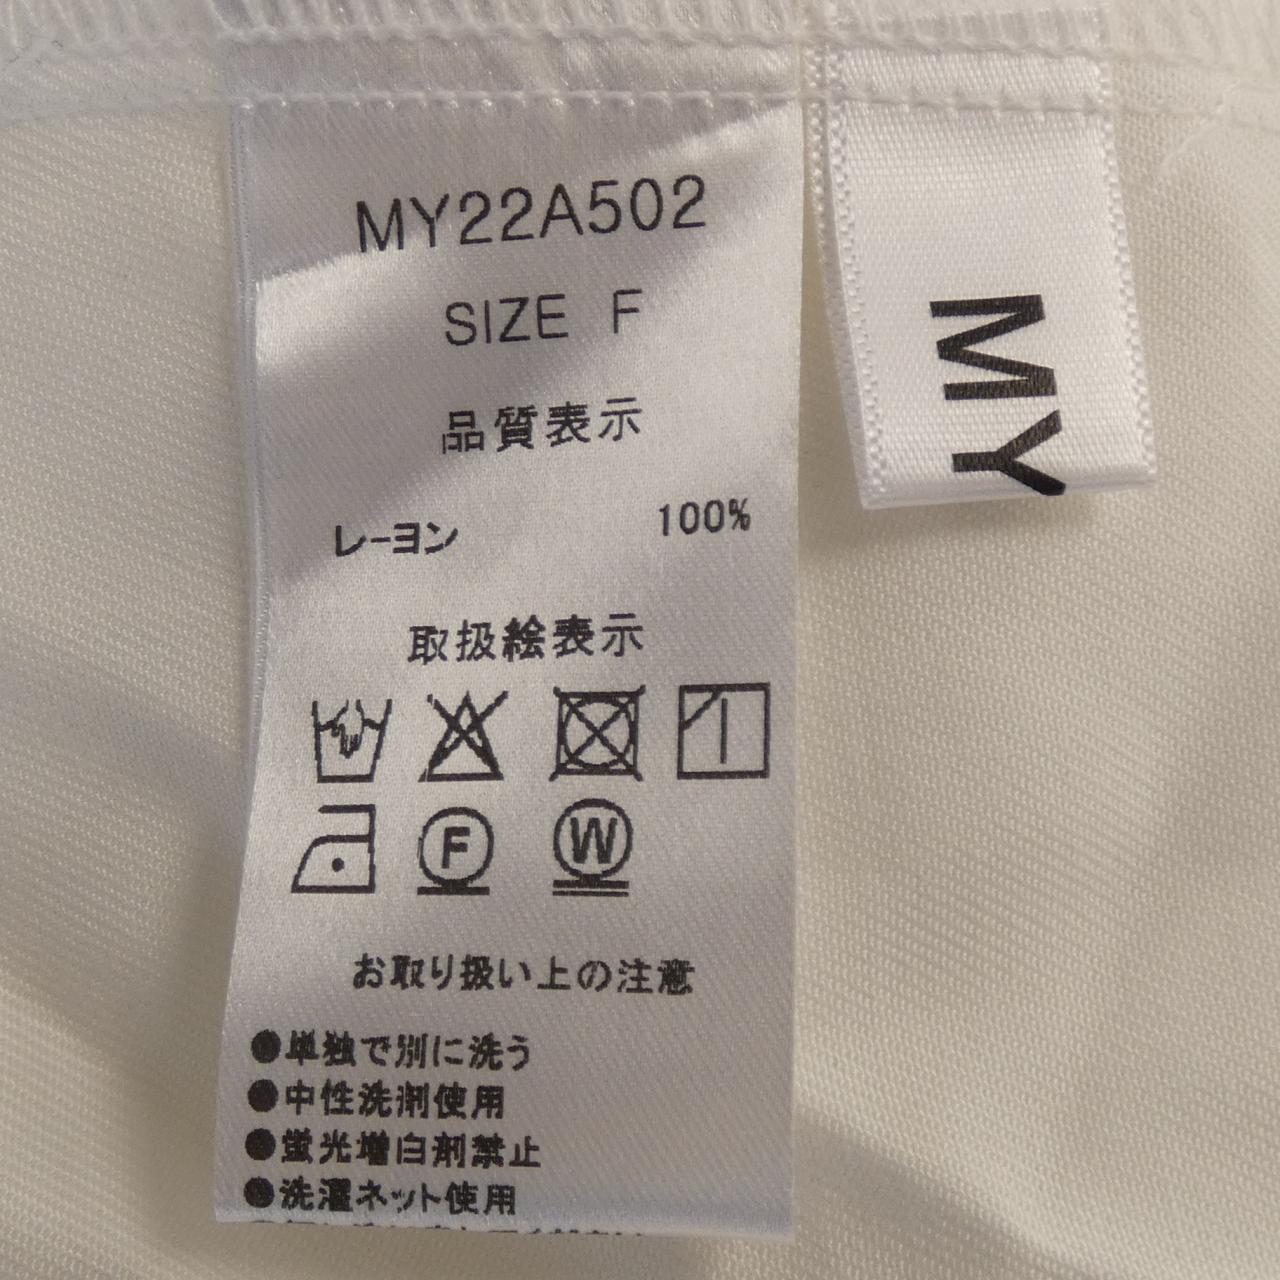 MY22A502
SIZE F
品質表示
レーヨン 100%
取扱絵表示
F W
お取り扱い上の注意
●単独で別に洗う
●中性洗剤使用
●蛍光増白剤禁止
●洗濯ネット使用
MY